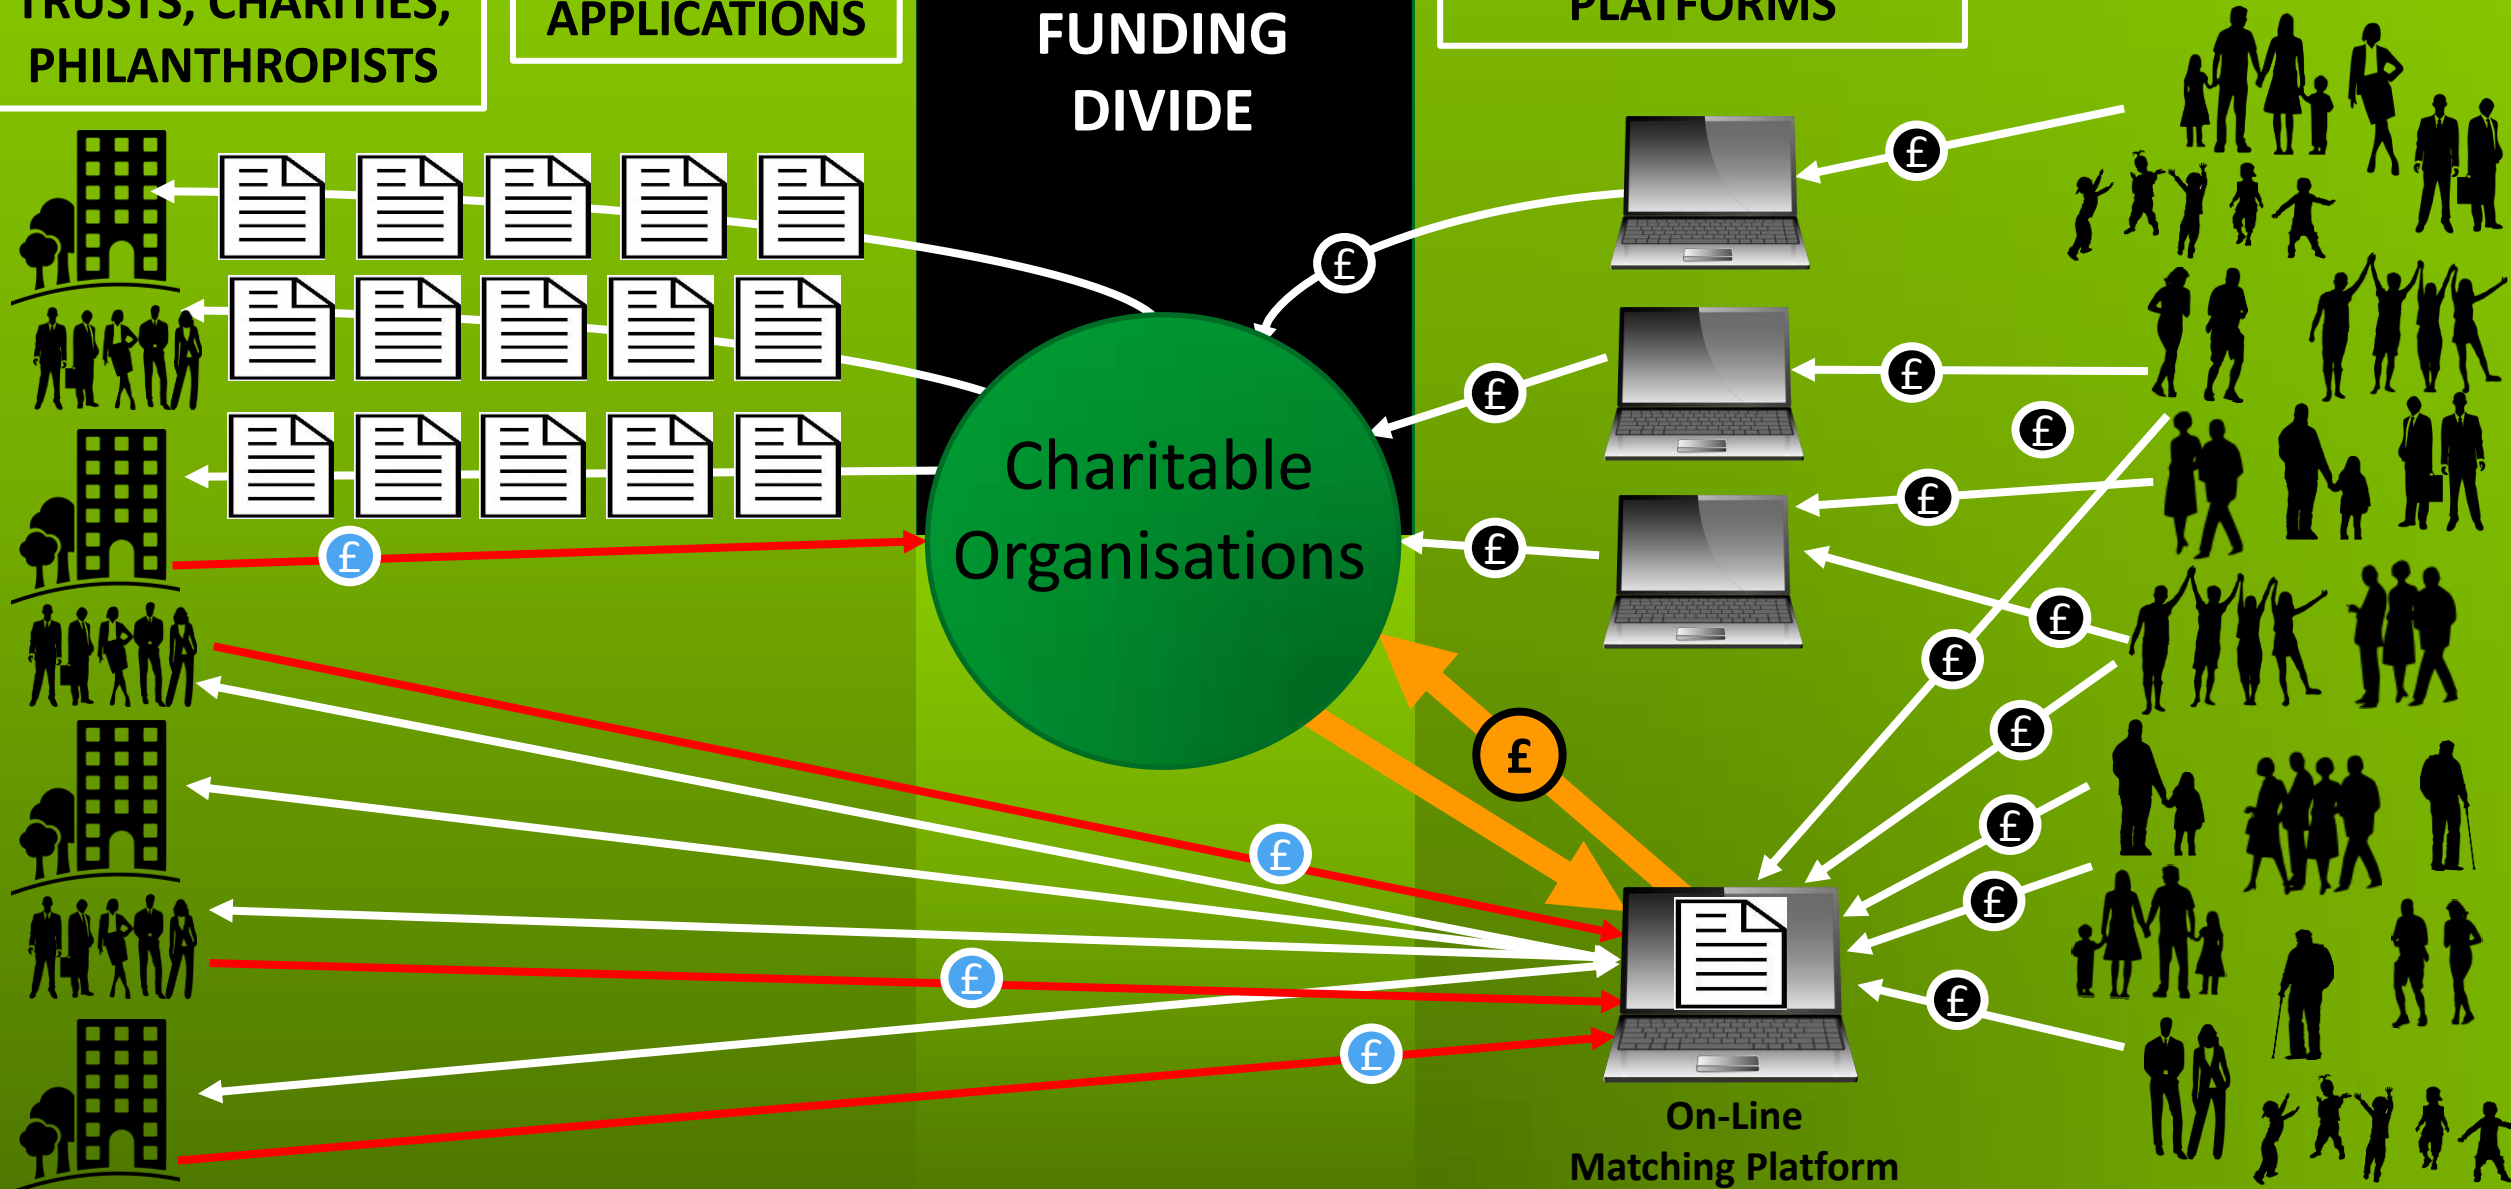 TRUSTS, CHARITIES,
PHILANTHROPISTS
APPLICATIONS
FUNDING
DIVIDE
PLATFORMS
£
£
£
£
£
£
£
£
Charitable
Organisations
£
£
£
£
£
£
£
£
£
£
£
On-Line
Matching Platform